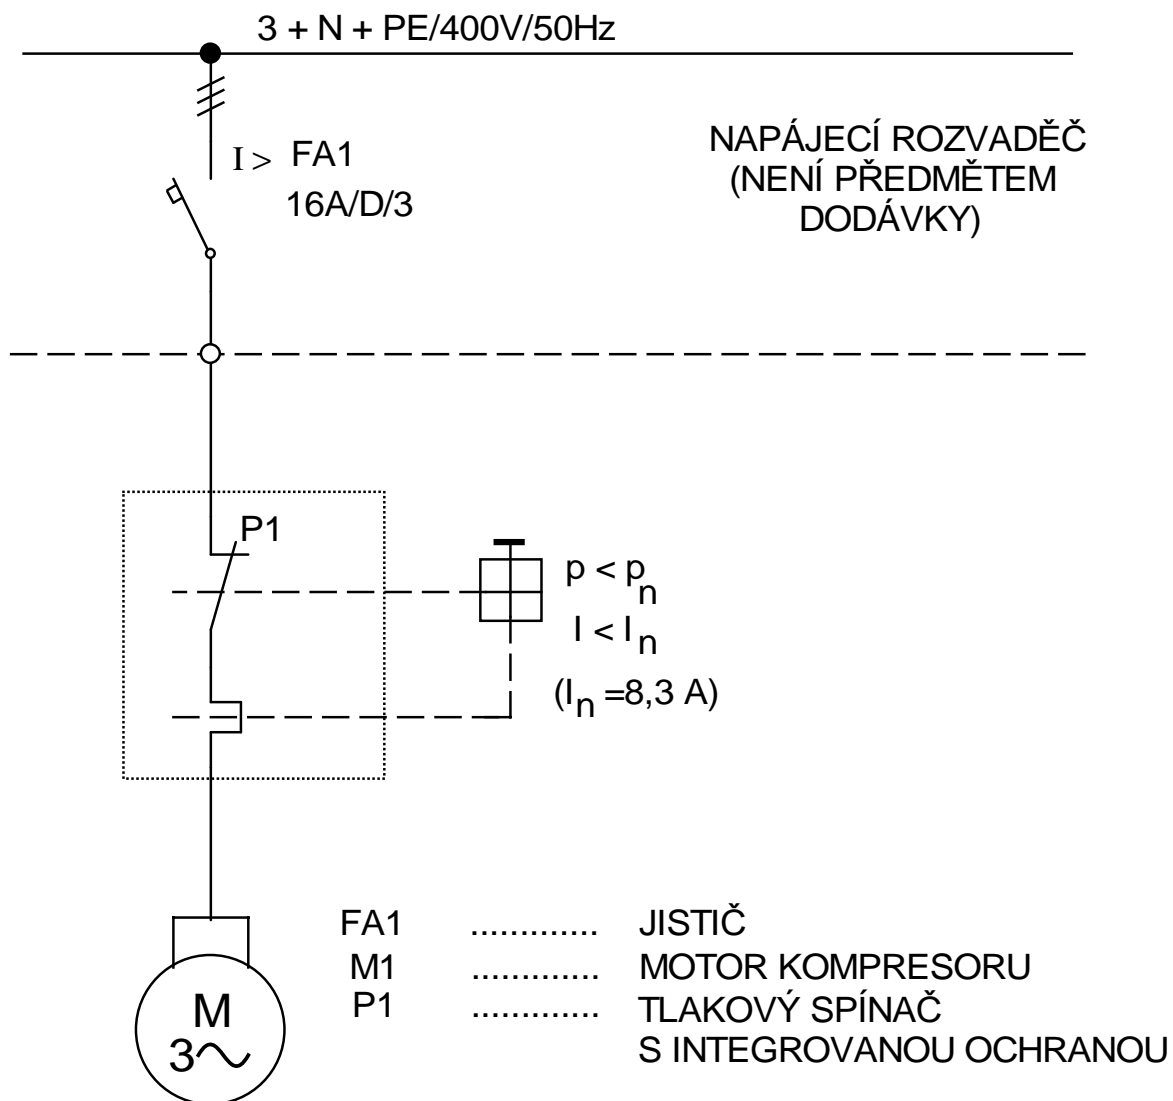 3 + N + PE/400V/50Hz
I > FA1
16A/D/3
NAPÁJECÍ ROZVADĚČ
(NENÍ PŘEDMĚTEM
DODÁVKY)
P1
p < pn
I < In
(In =8,3 A)
FA1 ............. JISTIČ
M1 ............. MOTOR KOMPRESORU
P1 ............. TLAKOVÝ SPÍNAČ
S INTEGROVANOU OCHRANOU
M
3~